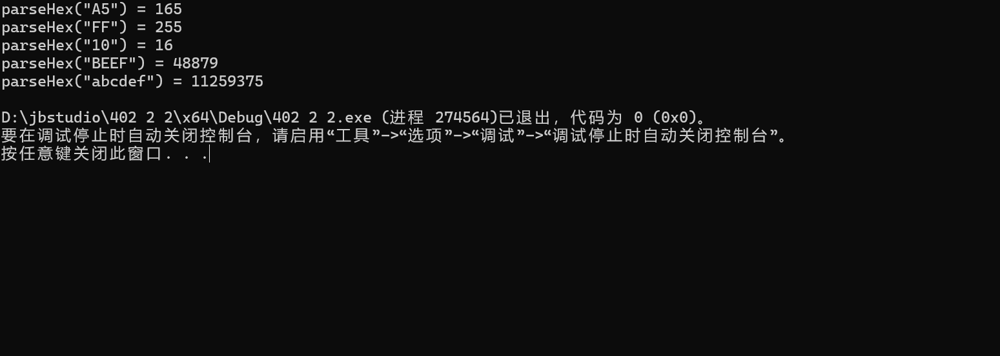 parseHex("A5") = 165
parseHex("FF") = 255
parseHex("10") = 16
parseHex("BEEF") = 48879
parseHex("abcdef") = 11259375
D:\jbstudio\402 2 2\x64\Debug\402 2 2.exe (进程 274564)已退出，代码为 0 (0x0)。
要在调试停止时自动关闭控制台，请启用“工具”->“选项”->“调试”->“调试停止时自动关闭控制台”。
按任意键关闭此窗口. . .